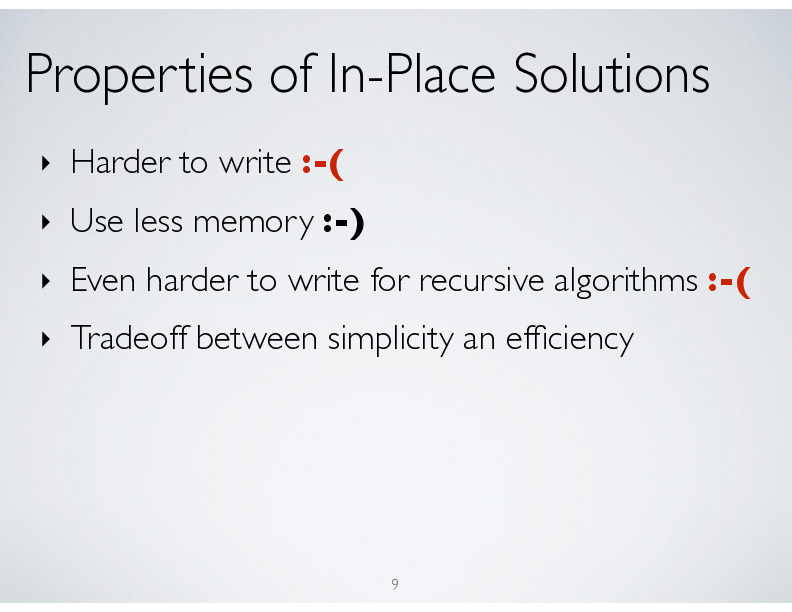 Properties of In-Place Solutions
‣ Harder to write :-(
‣ Use less memory :-)
‣ Even harder to write for recursive algorithms :-(
‣ Tradeoff between simplicity an efficiency
9